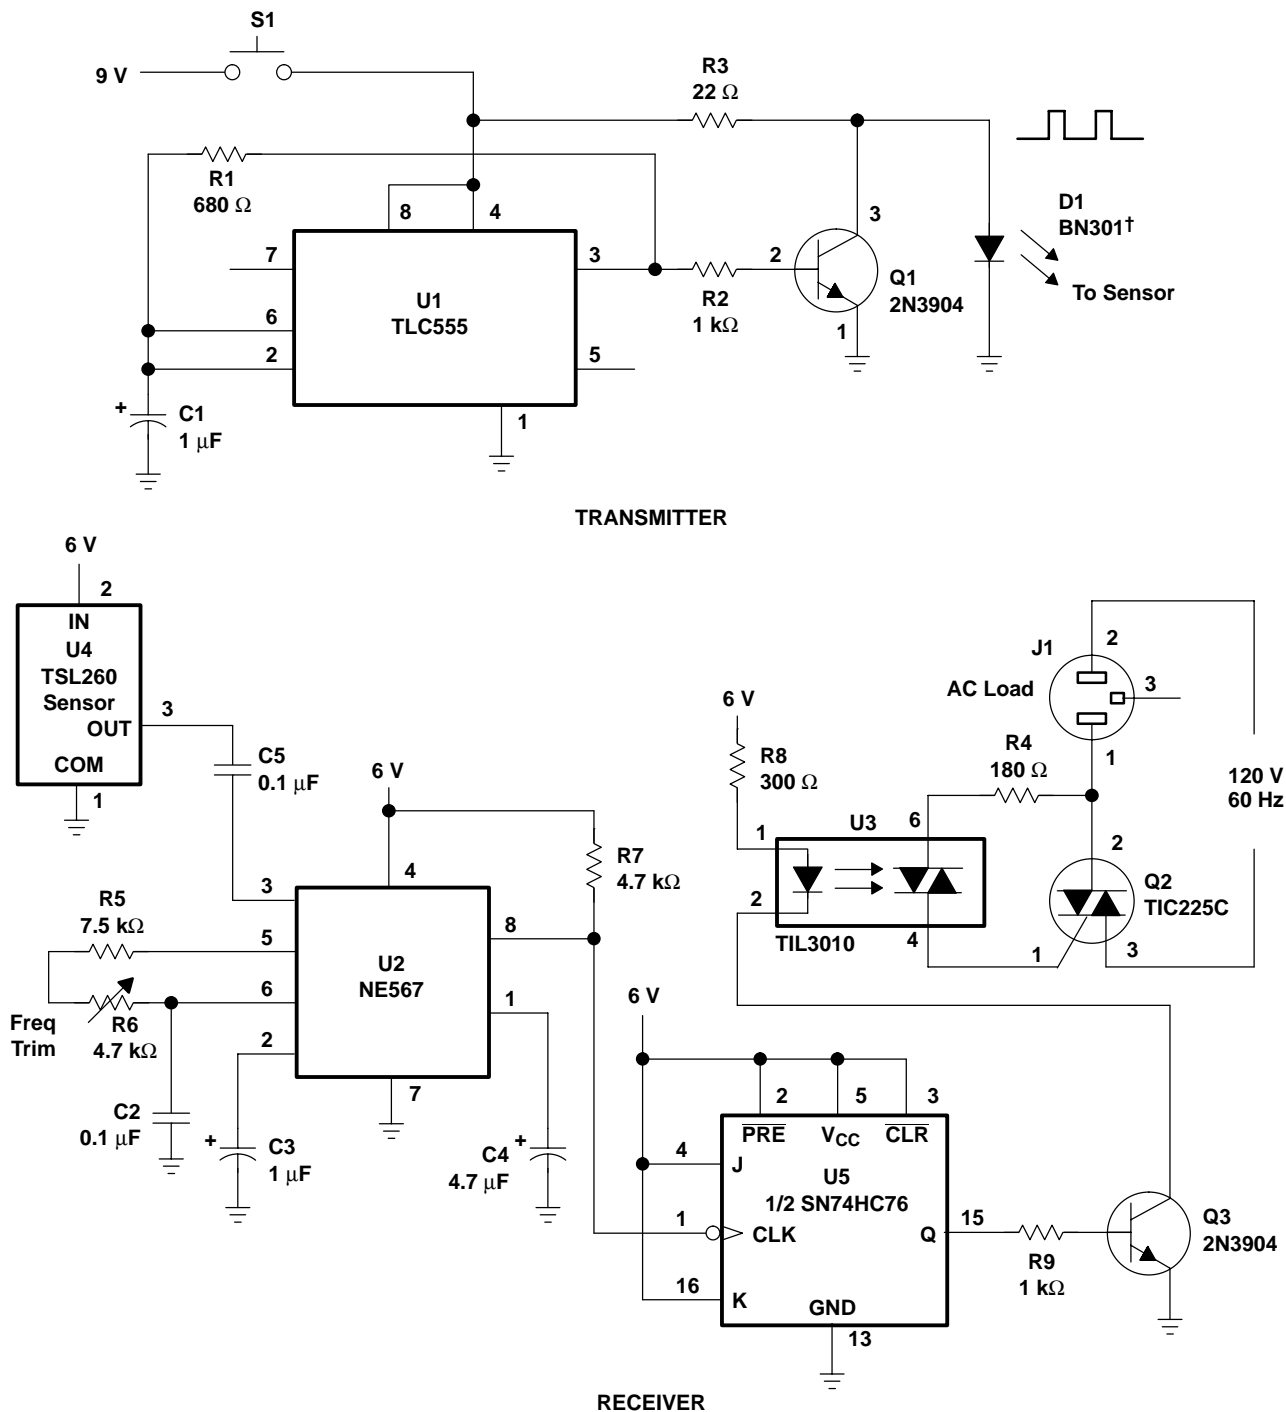 S1
9 V
R3
22 Ω
R1
680 Ω
8
4
3
D1
BN301†
7
3
2
Q1
2N3904
To Sensor
U1
TLC555
R2
1 kΩ
6
1
2
5
+
C1
1 μF
1
TRANSMITTER
6 V
2
IN
U4
TSL260
Sensor
OUT
3
COM
1
C5
0.1 μF
J1
2
AC Load
3
1
120 V
60 Hz
6 V
R8
300 Ω
R4
180 Ω
6 V
U3
1
6
2
TIL3010
4
2
Q2
TIC225C
1
3
R7
4.7 kΩ
4
3
R5
7.5 kΩ
5
8
U2
NE567
6
1
Freq
Trim
R6
4.7 kΩ
2
7
C2
0.1 μF
+
C3
1 μF
+
C4
4.7 μF
6 V
2
5
3
PRE
VCC
CLR
4
J
U5
1/2 SN74HC76
1
CLK
Q
15
R9
1 kΩ
Q3
2N3904
16
K
GND
13
RECEIVER